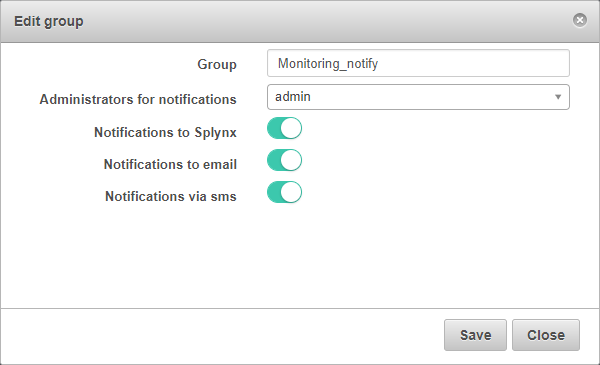 Edit group
Group Monitoring_notify
Administrators for notifications admin
Notifications to Splynx
Notifications to email
Notifications via sms
Save Close